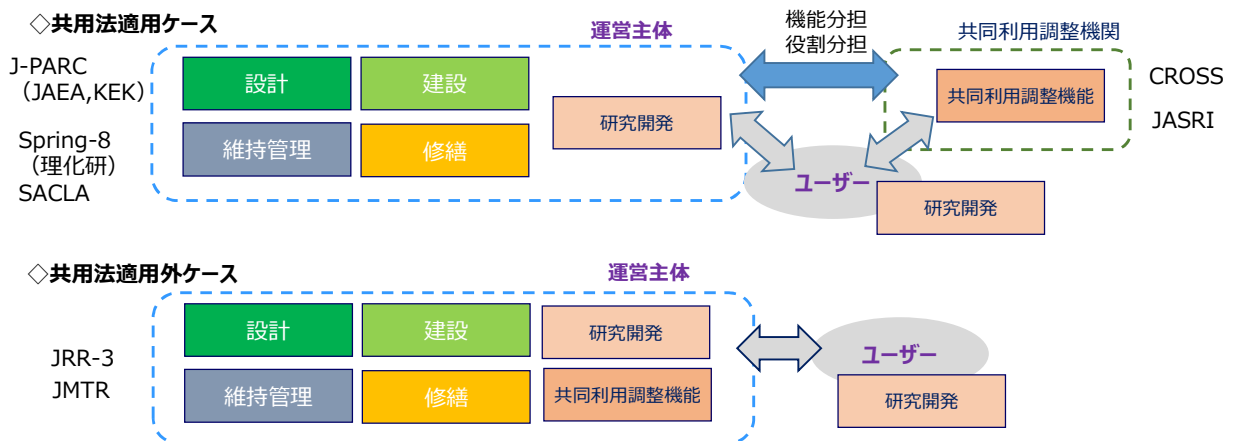 ◇共用法適用ケース
運営主体
機能分担
役割分担
共同利用調整機関
J-PARC
（JAEA,KEK）
設計
建設
研究開発
共同利用調整機能
CROSS
JASRI
Spring-8
（理化研）
SACLA
維持管理
修繕
ユーザー
研究開発
◇共用法適用外ケース
運営主体
設計
建設
研究開発
ユーザー
JRR-3
JMTR
維持管理
修繕
共同利用調整機能
研究開発